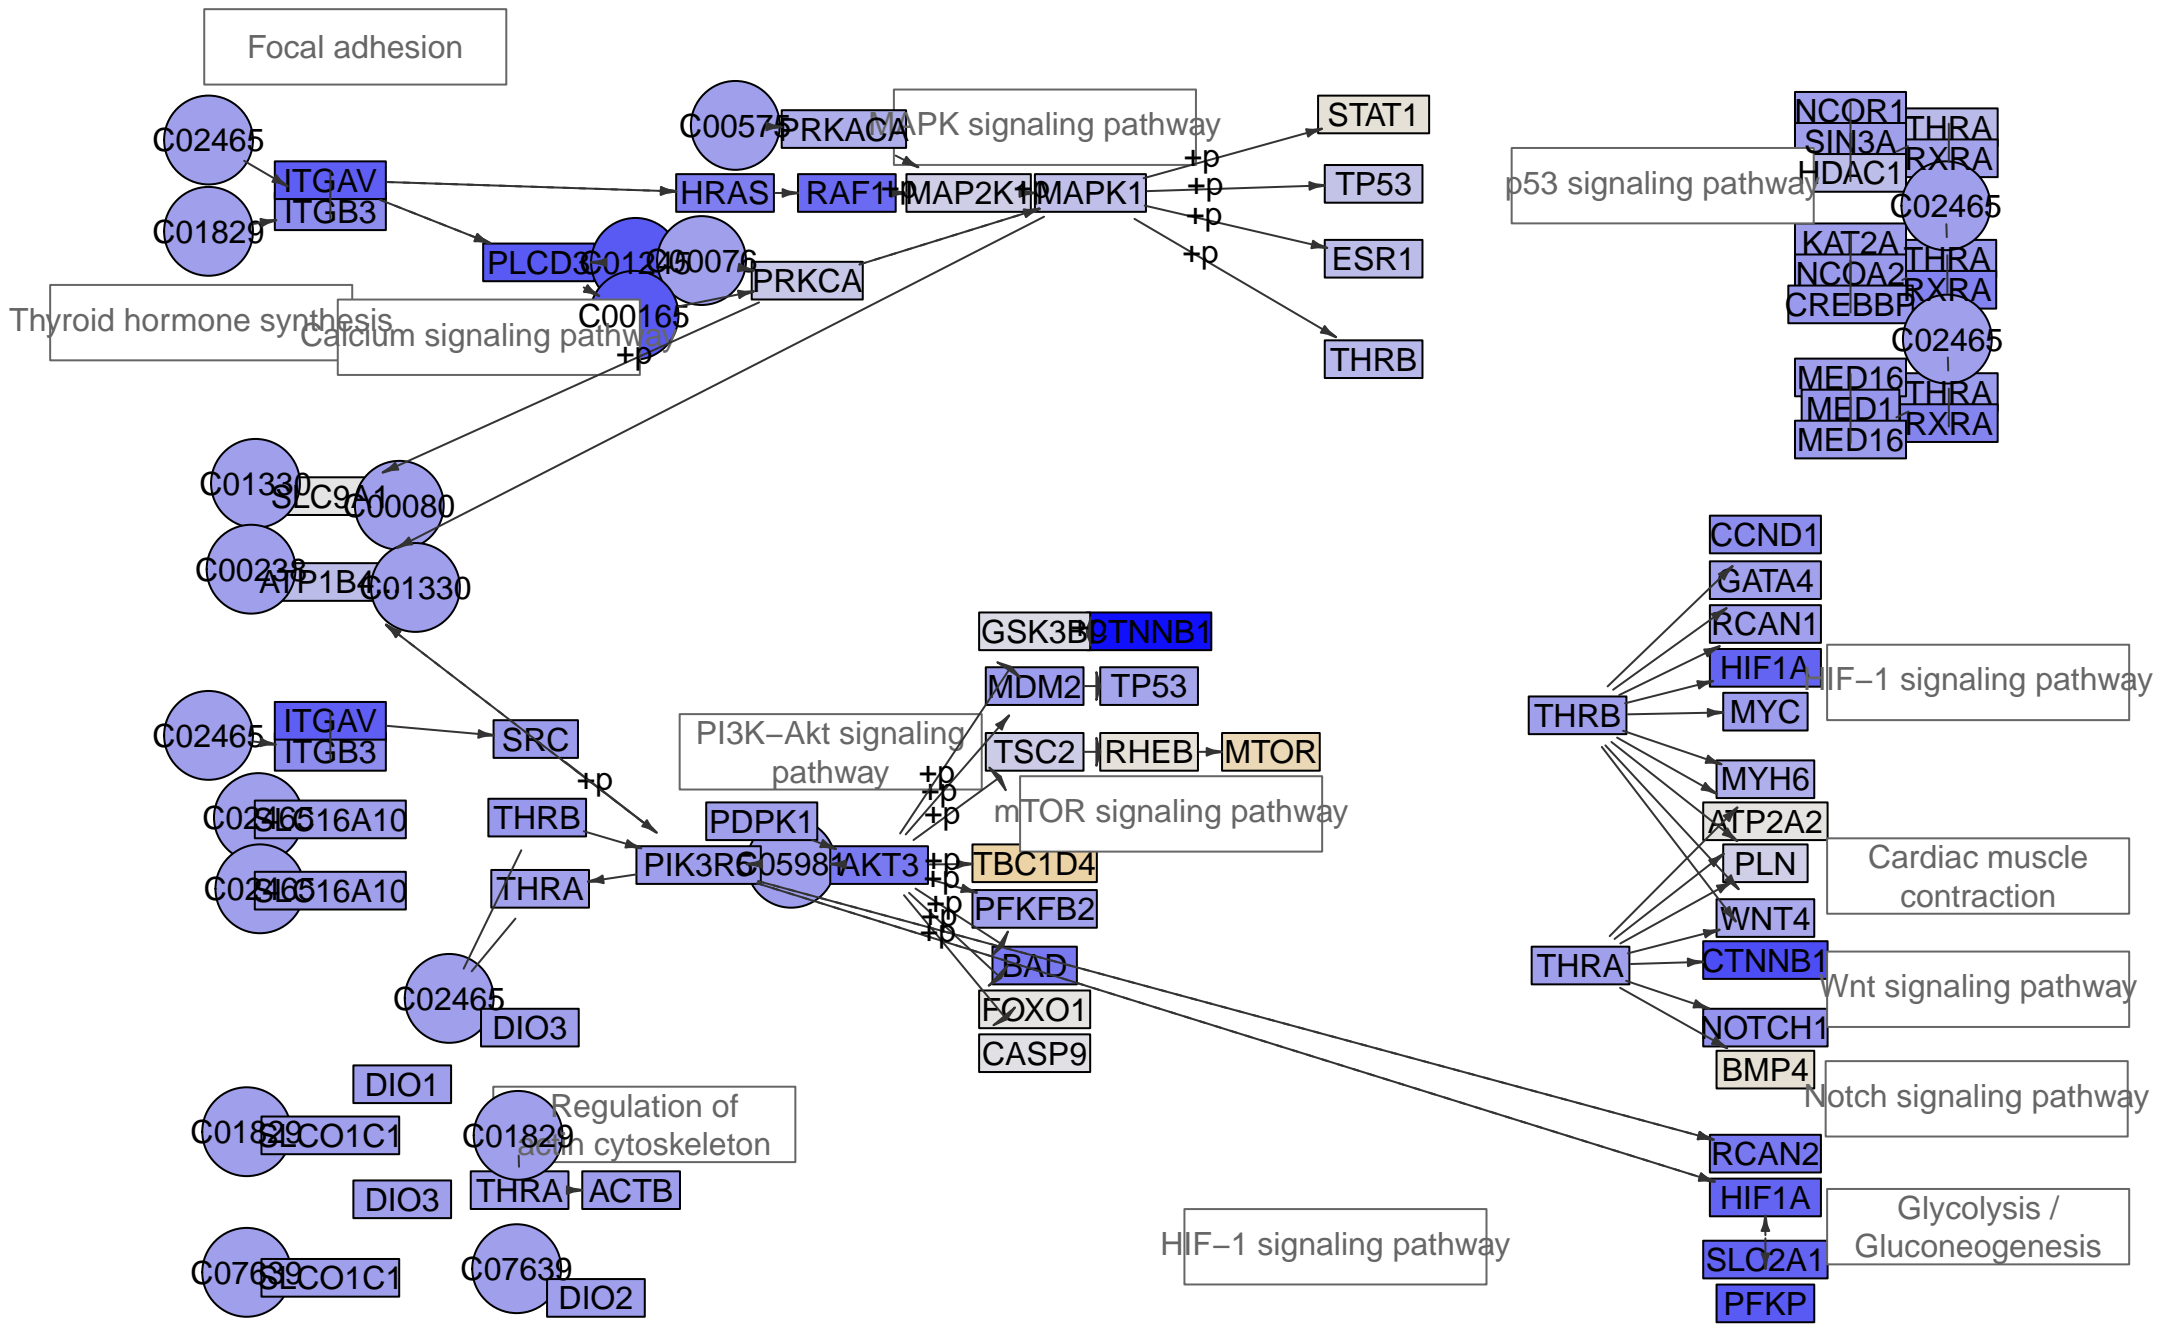 Focal adhesion
C02465
C01829
ITGAV
ITGB3
C00575
PRKACA
MAPK signaling pathway
HRAS
RAF1
+p
MAP2K1
+p
MAPK1
+p
+p
+p
+p
STAT1
TP53
ESR1
THRB
PLCD3
C01245
C00076
C00165
PRKCA
Thyroid hormone synthesis
Calcium signaling pathway
+p
p53 signaling pathway
NCOR1
SIN3A
HDAC1
THRA
RXRA
C02465
KAT2A
NCOA2
CREBBP
THRA
RXRA
C02465
MED16
MED1
MED16
THRA
RXRA
C01330
SLC9A1
C00080
C00238
ATP1B4
C01330
C02465
ITGAV
ITGB3
SRC
+p
C02465
SLC16A10
C02465
SLC16A10
THRB
THRA
C02465
DIO3
PI3K–Akt signaling
pathway
PDPK1
PIK3R6
C05981
AKT3
GSK3B
CTNNB1
MDM2
TP53
TSC2
RHEB
MTOR
mTOR signaling pathway
+p
+p
+p
+p
+p
+p
+p
+p
TBC1D4
PFKFB2
BAD
FOXO1
CASP9
CCND1
GATA4
RCAN1
HIF1A
MYC
HIF–1 signaling pathway
THRB
MYH6
ATP2A2
PLN
Cardiac muscle
contraction
WNT4
THRA
CTNNB1
Wnt signaling pathway
NOTCH1
BMP4
Notch signaling pathway
RCAN2
HIF1A
Glycolysis /
Gluconeogenesis
SLC2A1
PFKP
HIF–1 signaling pathway
DIO1
Regulation of
actin cytoskeleton
C01829
SLCO1C1
C01829
DIO3
THRA
ACTB
C07639
SLCO1C1
C07639
DIO2